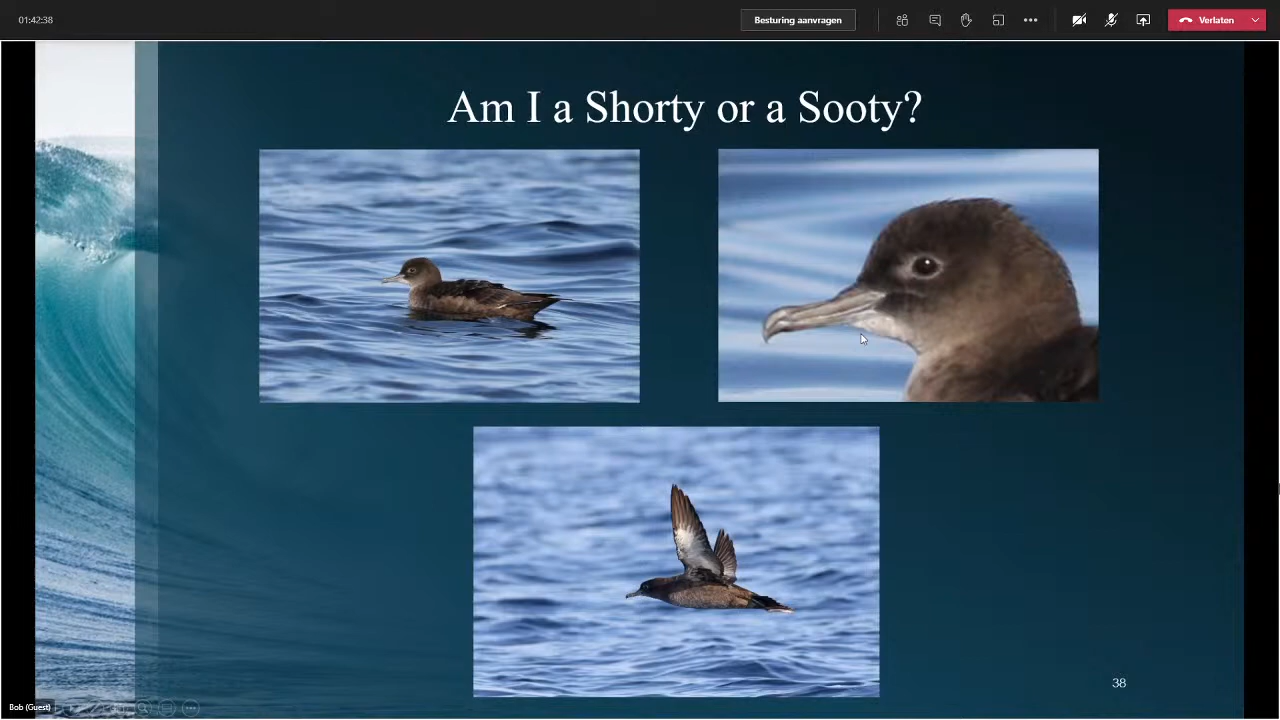 01:42:38
Besturing aanvragen
Verlaten
Am I a Shorty or a Sooty?
38
Bob (Guest)